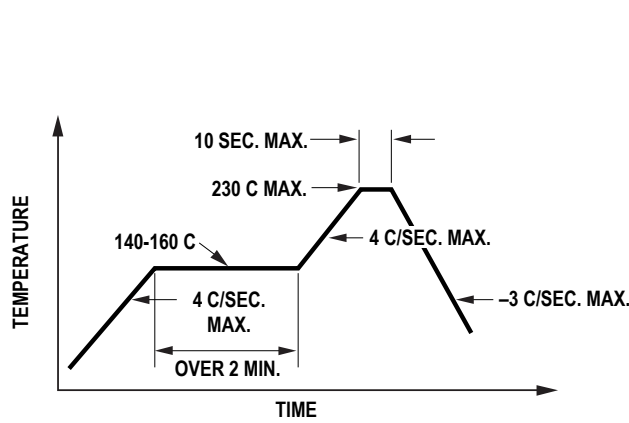 10 SEC. MAX.
230 C MAX.
140-160 C
4 C/SEC. MAX.
4 C/SEC.
MAX.
–3 C/SEC. MAX.
OVER 2 MIN.
TEMPERATURE
TIME